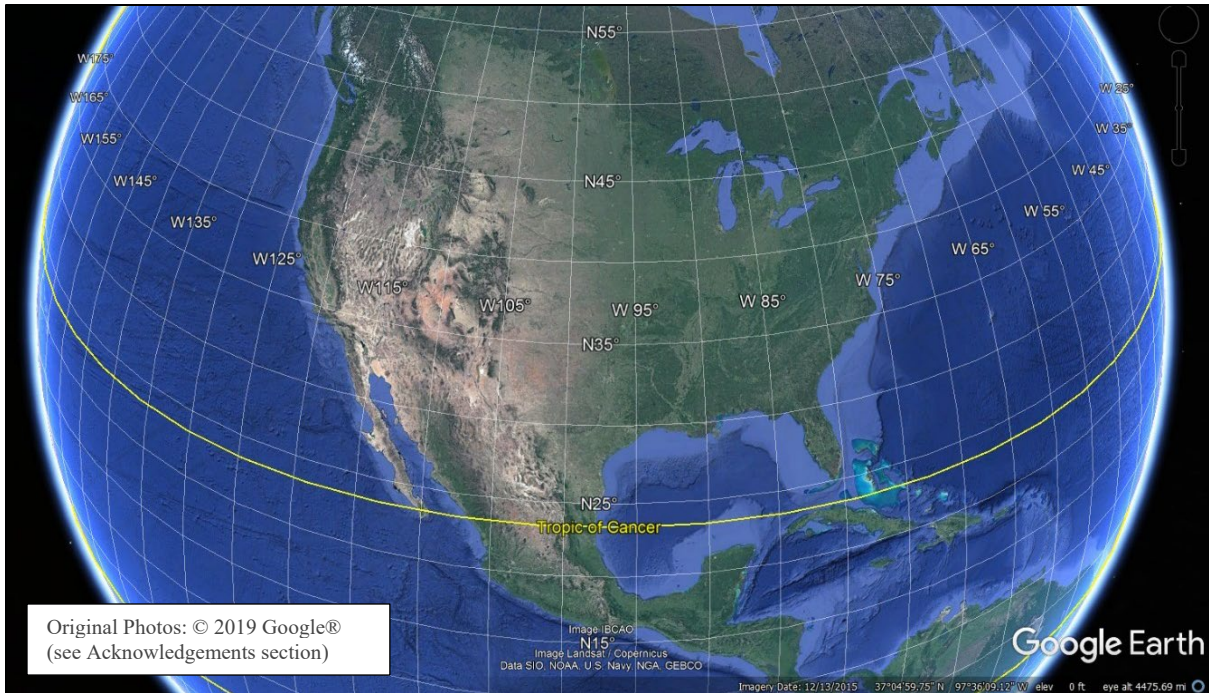 N55°
W175°
W 25°
W165°
W 35°
W155°
W 45°
W145°
N45°
W 55°
W135°
W 65°
W125°
W 75°
W115°
W105°
W 95°
W 85°
N35°
N25°
Tropic of Cancer
Original Photos: © 2019 Google®
(see Acknowledgements section)
Image IBCAO
N15°
Image Landsat / Copernicus
Data SIO, NOAA, U.S. Navy, NGA, GEBCO
Google Earth
Imagery Date: 12/13/2015 37°04'59.75" N 97°36'09.12" W elev 0 ft eye alt 4475.69 mi